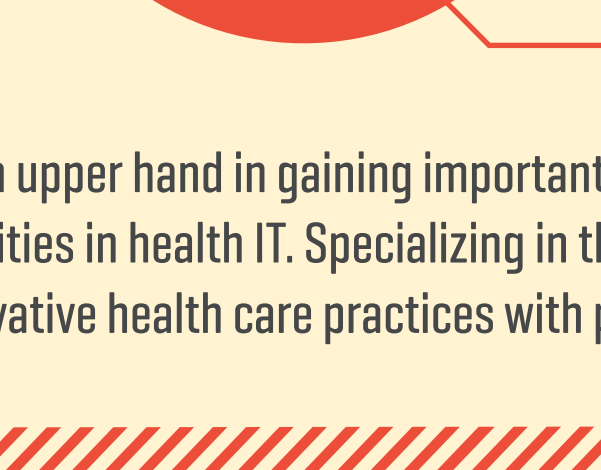 upper hand in gaining important
ities in health IT. Specializing in th
vative health care practices with p